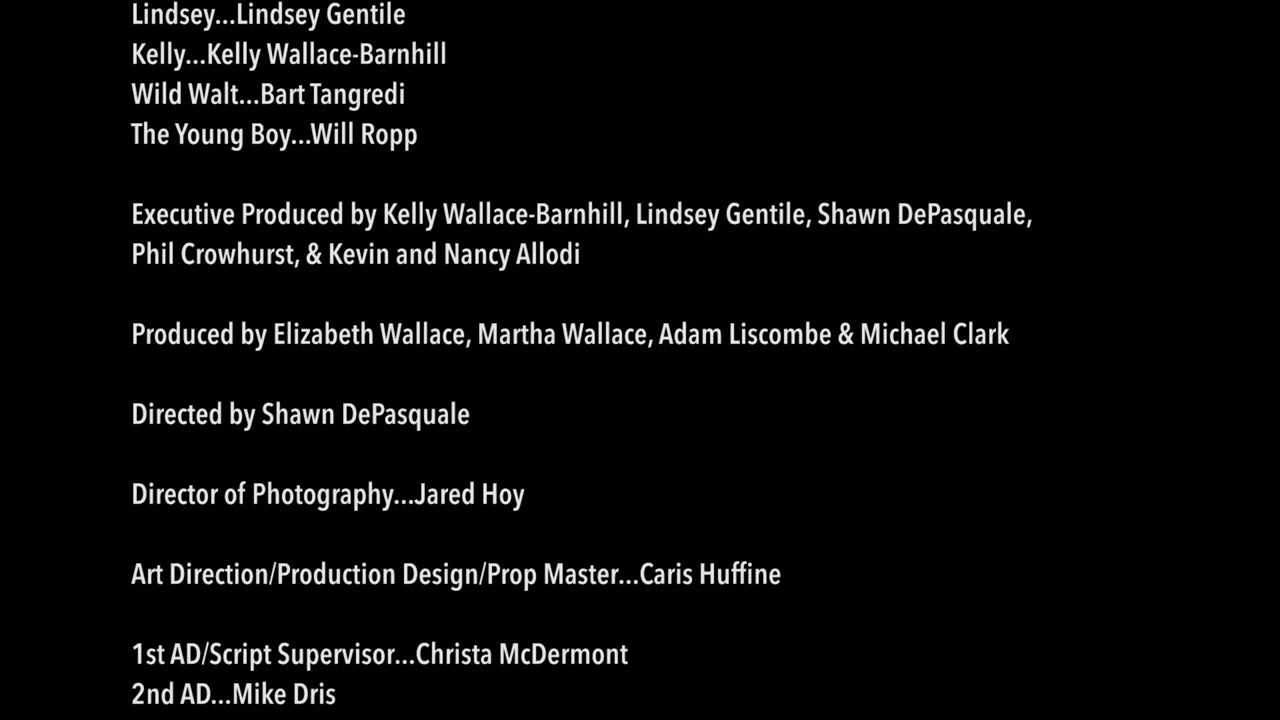 Lindsey...Lindsey Gentile
Kelly...Kelly Wallace-Barnhill
Wild Walt...Bart Tangredi
The Young Boy...Will Ropp
Executive Produced by Kelly Wallace-Barnhill, Lindsey Gentile, Shawn DePasquale,
Phil Crowhurst, & Kevin and Nancy Allodi
Produced by Elizabeth Wallace, Martha Wallace, Adam Liscombe & Michael Clark
Directed by Shawn DePasquale
Director of Photography...Jared Hoy
Art Direction/Production Design/Prop Master...Caris Huffine
1st AD/Script Supervisor...Christa McDermont
2nd AD...Mike Dris